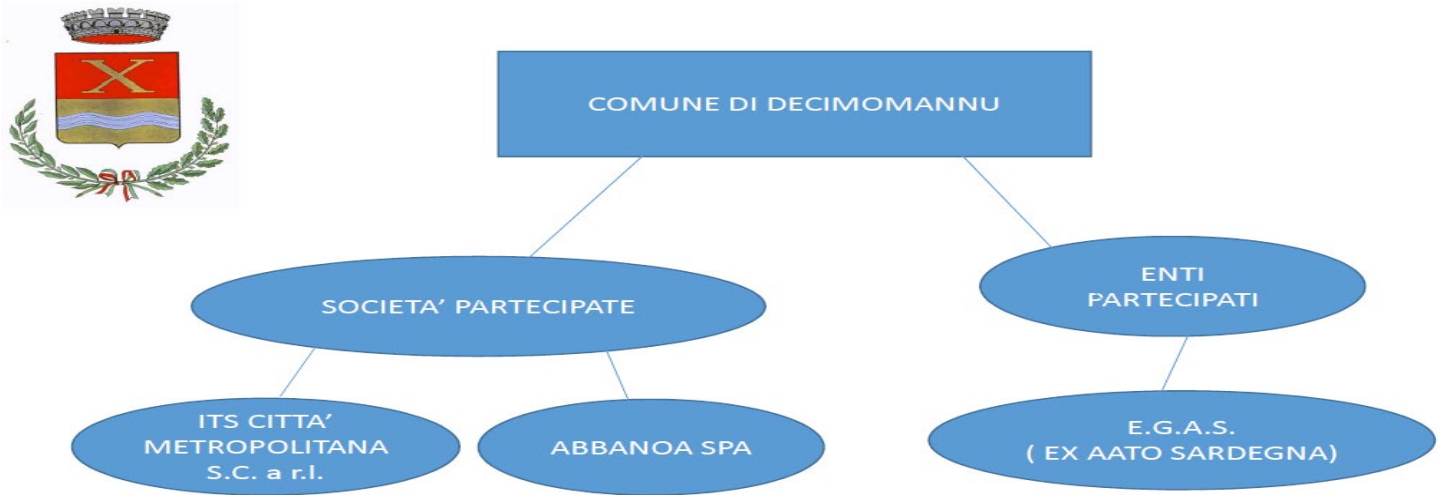 X
COMUNE DI DECIMOMANNU
SOCIETA’ PARTECIPATE
ENTI
PARTECIPATI
ITS CITTA’
METROPOLITANA
S.C. a r.l.
ABBANOA SPA
E.G.A.S.
( EX AATO SARDEGNA)